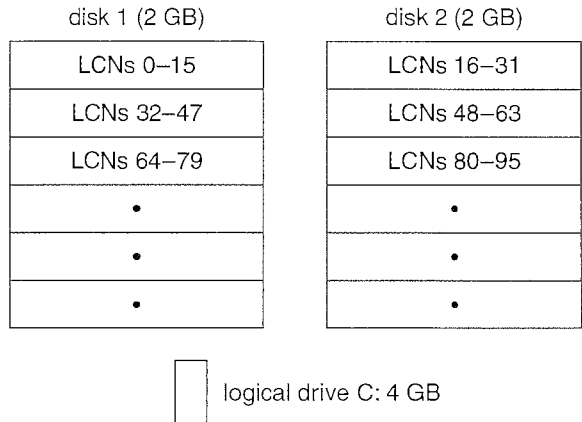 disk 1 (2 GB)
disk 2 (2 GB)
LCNs 0–15
LCNs 16–31
LCNs 32–47
LCNs 48–63
LCNs 64–79
LCNs 80–95
logical drive C: 4 GB